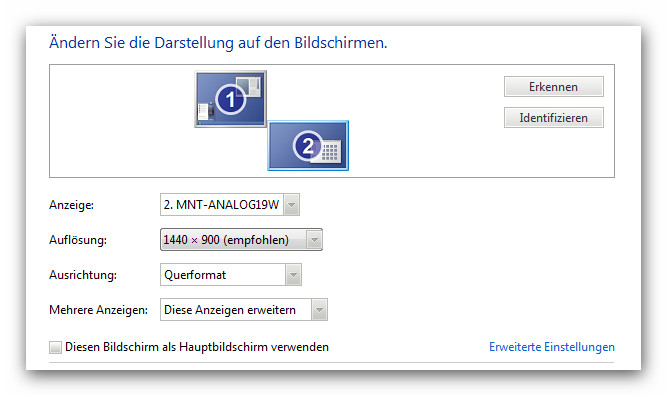 Ändern Sie die Darstellung auf den Bildschirmen.
1
Erkennen
2
Identifizieren
Anzeige: 2. MNT-ANALOG19W
Auflösung: 1440 × 900 (empfohlen)
Ausrichtung: Querformat
Mehrere Anzeigen: Diese Anzeigen erweitern
Diesen Bildschirm als Hauptbildschirm verwenden Erweiterte Einstellungen